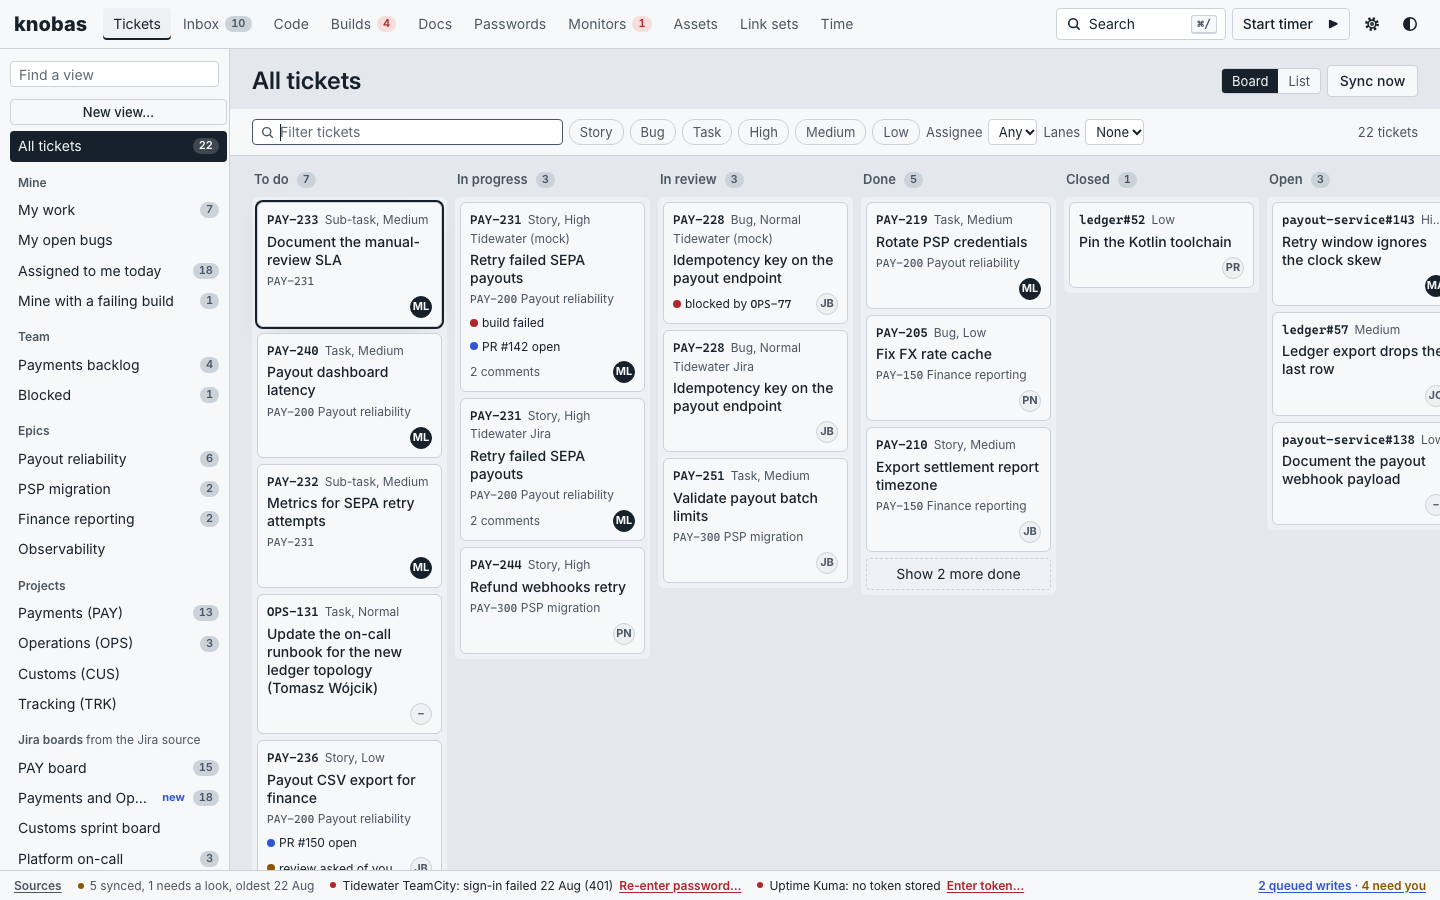 knobas
Tickets
Inbox 10
Code
Builds 4
Docs
Passwords
Monitors 1
Assets
Link sets
Time
Search ⌘/
Start timer
Find a view
New view...
All tickets 22
Mine
My work 7
My open bugs
Assigned to me today 18
Mine with a failing build 1
Team
Payments backlog 4
Blocked 1
Epics
Payout reliability 6
PSP migration 2
Finance reporting 2
Observability
Projects
Payments (PAY) 13
Operations (OPS) 3
Customs (CUS)
Tracking (TRK)
Jira boards from the Jira source
PAY board 15
Payments and Op... new 18
Customs sprint board
Platform on-call 3
All tickets
Board
List
Sync now
Filter tickets
Story
Bug
Task
High
Medium
Low
Assignee Any
Lanes None
22 tickets
To do 7
PAY-233 Sub-task, Medium
Document the manual-
review SLA
PAY-231
ML
PAY-240 Task, Medium
Payout dashboard
latency
PAY-200 Payout reliability
ML
PAY-232 Sub-task, Medium
Metrics for SEPA retry
attempts
PAY-231
ML
OPS-131 Task, Normal
Update the on-call
runbook for the new
ledger topology
(Tomasz Wójcik)
–
PAY-236 Story, Low
Payout CSV export for
finance
PAY-200 Payout reliability
PR #150 open
review asked of you JB
In progress 3
PAY-231 Story, High
Tidewater (mock)
Retry failed SEPA
payouts
PAY-200 Payout reliability
build failed
PR #142 open
2 comments ML
PAY-231 Story, High
Tidewater Jira
Retry failed SEPA
payouts
PAY-200 Payout reliability
2 comments ML
PAY-244 Story, High
Refund webhooks retry
PAY-300 PSP migration
PN
In review 3
PAY-228 Bug, Normal
Tidewater (mock)
Idempotency key on the
payout endpoint
blocked by OPS-77 JB
PAY-228 Bug, Normal
Tidewater Jira
Idempotency key on the
payout endpoint
JB
PAY-251 Task, Medium
Validate payout batch
limits
PAY-300 PSP migration
JB
Done 5
PAY-219 Task, Medium
Rotate PSP credentials
PAY-200 Payout reliability
ML
PAY-205 Bug, Low
Fix FX rate cache
PAY-150 Finance reporting
PN
PAY-210 Story, Medium
Export settlement report
timezone
PAY-150 Finance reporting
JB
Show 2 more done
Closed 1
ledger#52 Low
Pin the Kotlin toolchain
PR
Open 3
payout-service#143 Hi...
Retry window ignores
the clock skew
ledger#57 Medium
Ledger export drops the
last row
payout-service#138 Low
Document the payout
webhook payload
–
Sources
5 synced, 1 needs a look, oldest 22 Aug
Tidewater TeamCity: sign-in failed 22 Aug (401) Re-enter password...
Uptime Kuma: no token stored Enter token...
2 queued writes · 4 need you